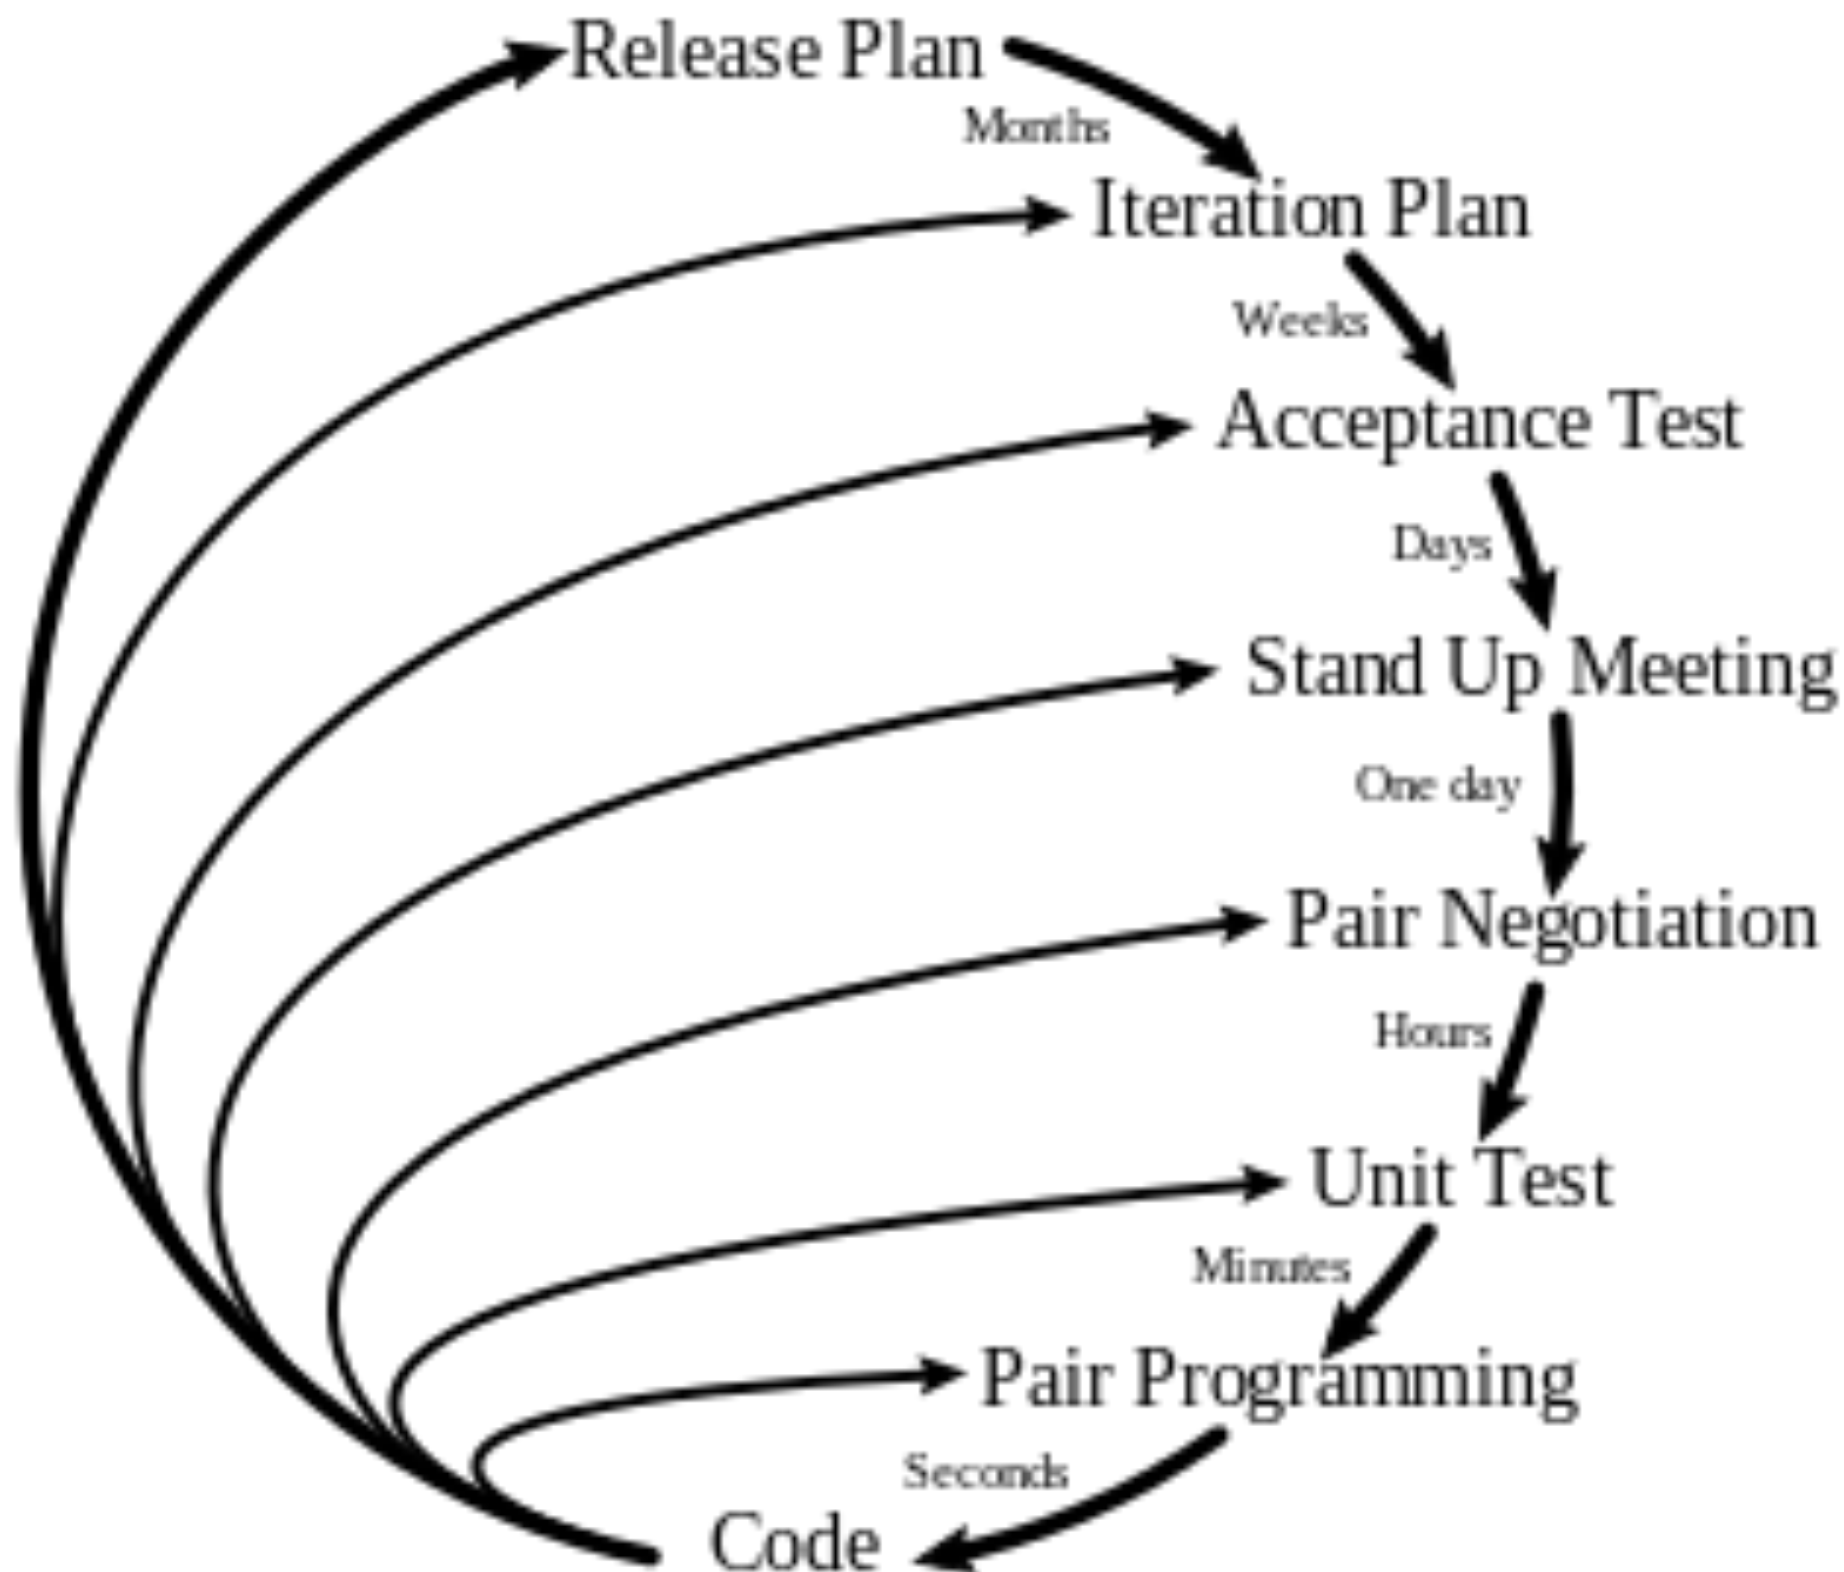 Release Plan
Months
Iteration Plan
Weeks
Acceptance Test
Days
Stand Up Meeting
One day
Pair Negotiation
Hours
Unit Test
Minutes
Pair Programming
Seconds
Code